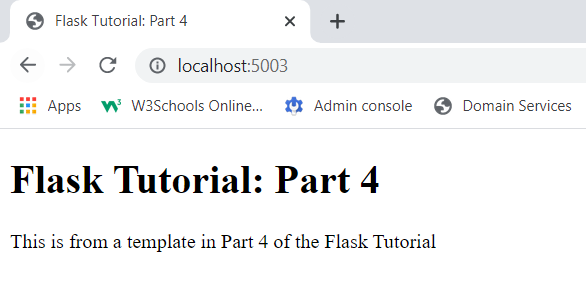 Flask Tutorial: Part 4
localhost:5003
Apps W3Schools Online... Admin console Domain Services
Flask Tutorial: Part 4
This is from a template in Part 4 of the Flask Tutorial